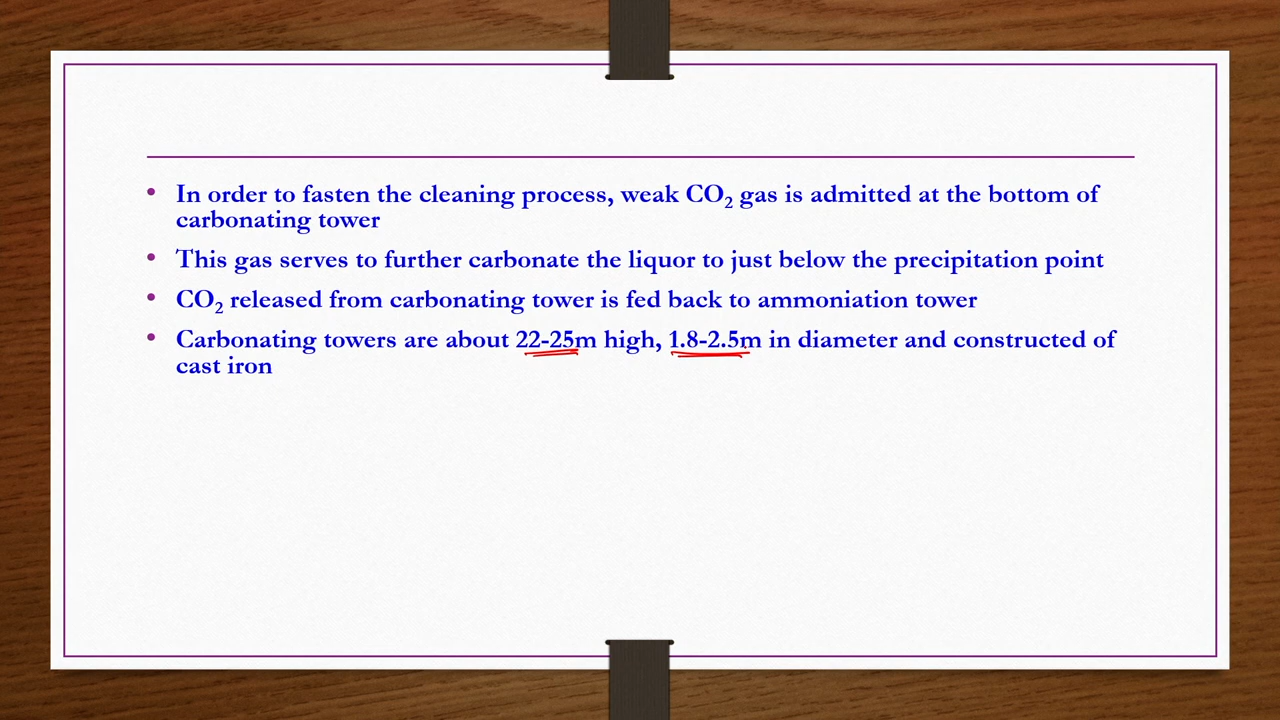 • In order to fasten the cleaning process, weak CO₂ gas is admitted at the bottom of
carbonating tower
• This gas serves to further carbonate the liquor to just below the precipitation point
• CO₂ released from carbonating tower is fed back to ammoniation tower
• Carbonating towers are about 22-25m high, 1.8-2.5m in diameter and constructed of
cast iron